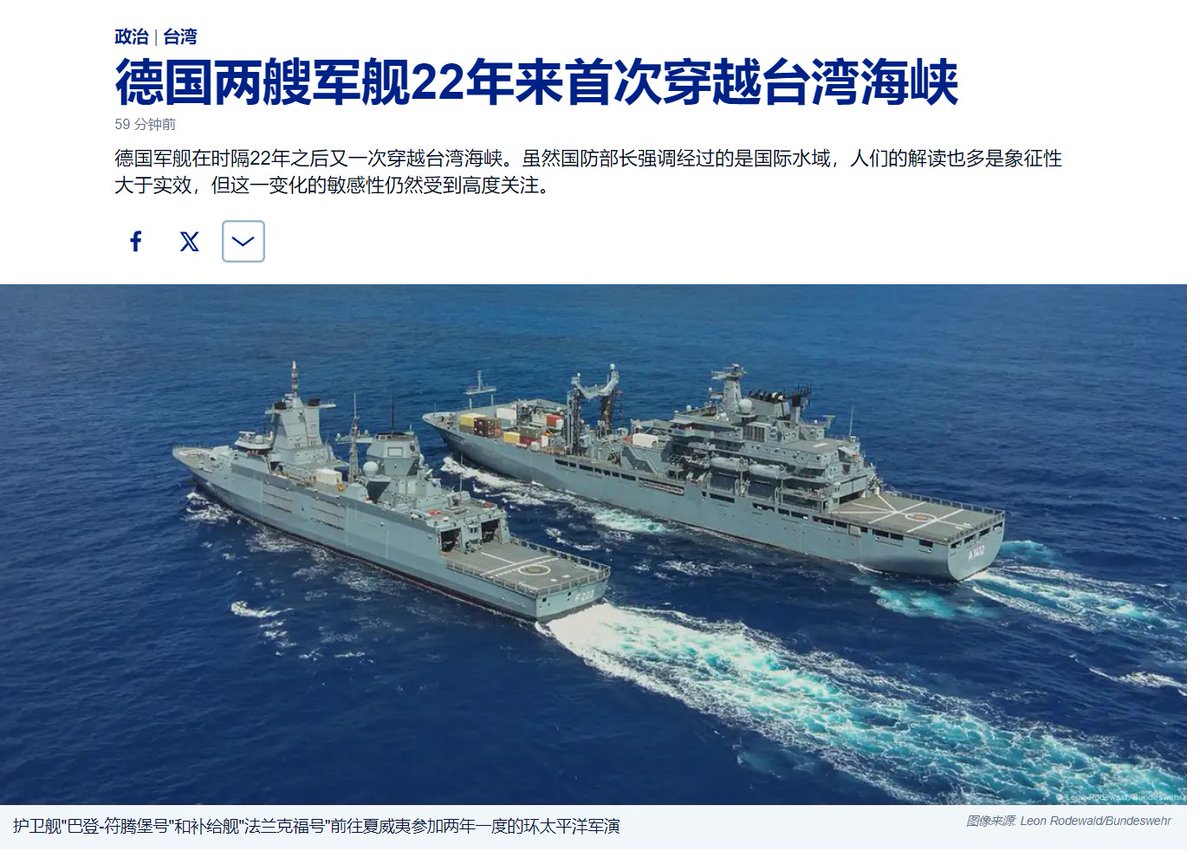 政治 | 台湾
德国两艘军舰22年来首次穿越台湾海峡
59 分钟前
德国军舰在时隔22年之后又一次穿越台湾海峡。虽然国防部长强调经过的是国际水域，人们的解读也多是象征性
大于实效，但这一变化的敏感性仍然受到高度关注。
A 1412
F 222
© Leon Rodewald/Bundeswehr
护卫舰"巴登-符腾堡号"和补给舰"法兰克福号"前往夏威夷参加两年一度的环太平洋军演
图像来源: Leon Rodewald/Bundeswehr